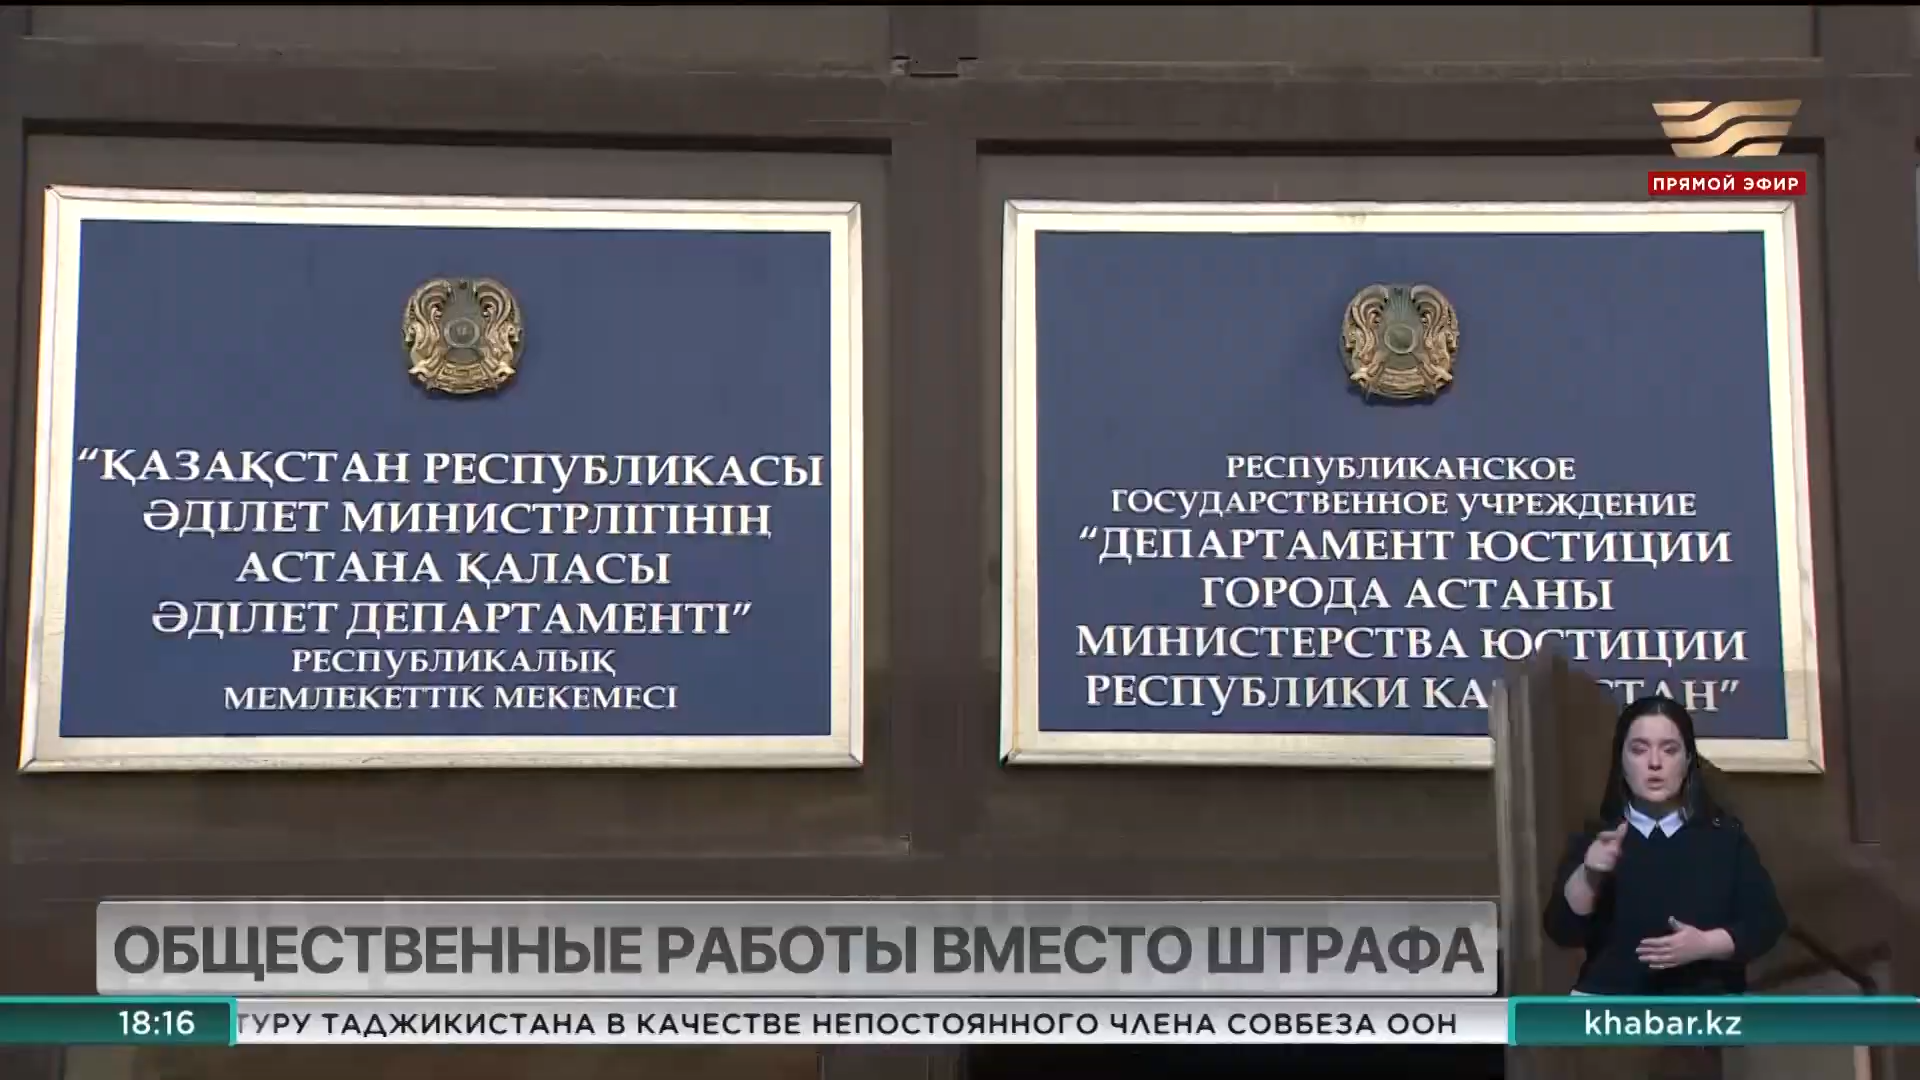 ПРЯМОЙ ЭФИР
“ҚАЗАҚСТАН РЕСПУБЛИКАСЫ
ӘДІЛЕТ МИНИСТРЛІГІНІҢ
АСТАНА ҚАЛАСЫ
ӘДІЛЕТ ДЕПАРТАМЕНТІ”
РЕСПУБЛИКАЛЫҚ
МЕМЛЕКЕТТІК МЕКЕМЕСІ
РЕСПУБЛИКАНСКОЕ
ГОСУДАРСТВЕННОЕ УЧРЕЖДЕНИЕ
“ДЕПАРТАМЕНТ ЮСТИЦИИ
ГОРОДА АСТАНЫ
МИНИСТЕРСТВА ЮСТИЦИИ
РЕСПУБЛИКИ
ОБЩЕСТВЕННЫЕ РАБОТЫ ВМЕСТО ШТРАФА
18:16
ТАДЖИКИСТАНА В КАЧЕСТВЕ НЕПОСТОЯННОГО ЧЛЕНА СОВБЕЗА ООН
khabar.kz